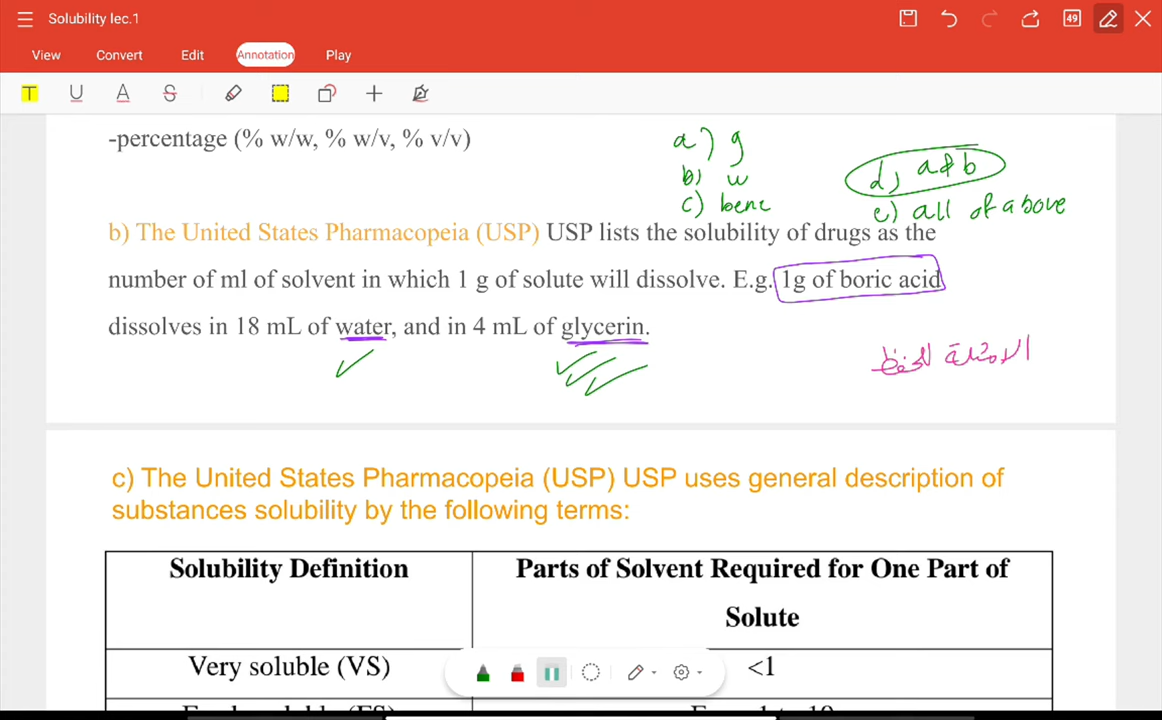 Solubility lec.1
49
View Convert Edit Annotation Play
T U A S
-percentage (% w/w, % w/v, % v/v)
a) g
b) w
c) benc
d) a & b
e) all of above
b) The United States Pharmacopeia (USP) USP lists the solubility of drugs as the
number of ml of solvent in which 1 g of solute will dissolve. E.g. 1g of boric acid
dissolves in 18 mL of water, and in 4 mL of glycerin.
الامثلة للحفظ
c) The United States Pharmacopeia (USP) USP uses general description of
substances solubility by the following terms:
Solubility Definition
Parts of Solvent Required for One Part of
Solute
Very soluble (VS)
<1